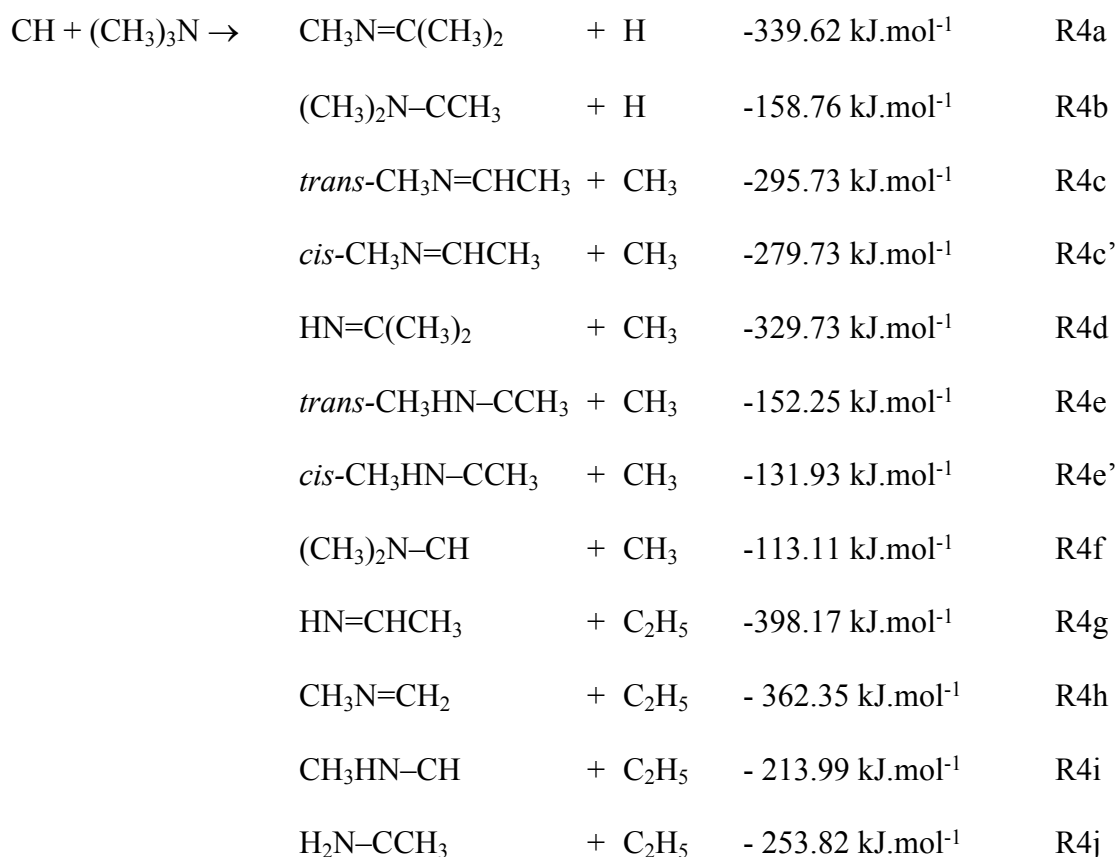 CH + (CH₃)₃N → CH₃N=C(CH₃)₂ + H -339.62 kJ.mol⁻¹ R4a
(CH₃)₂N–CCH₃ + H -158.76 kJ.mol⁻¹ R4b
trans-CH₃N=CHCH₃ + CH₃ -295.73 kJ.mol⁻¹ R4c
cis-CH₃N=CHCH₃ + CH₃ -279.73 kJ.mol⁻¹ R4c’
HN=C(CH₃)₂ + CH₃ -329.73 kJ.mol⁻¹ R4d
trans-CH₃HN–CCH₃ + CH₃ -152.25 kJ.mol⁻¹ R4e
cis-CH₃HN–CCH₃ + CH₃ -131.93 kJ.mol⁻¹ R4e’
(CH₃)₂N–CH + CH₃ -113.11 kJ.mol⁻¹ R4f
HN=CHCH₃ + C₂H₅ -398.17 kJ.mol⁻¹ R4g
CH₃N=CH₂ + C₂H₅ - 362.35 kJ.mol⁻¹ R4h
CH₃HN–CH + C₂H₅ - 213.99 kJ.mol⁻¹ R4i
H₂N–CCH₃ + C₂H₅ - 253.82 kJ.mol⁻¹ R4j